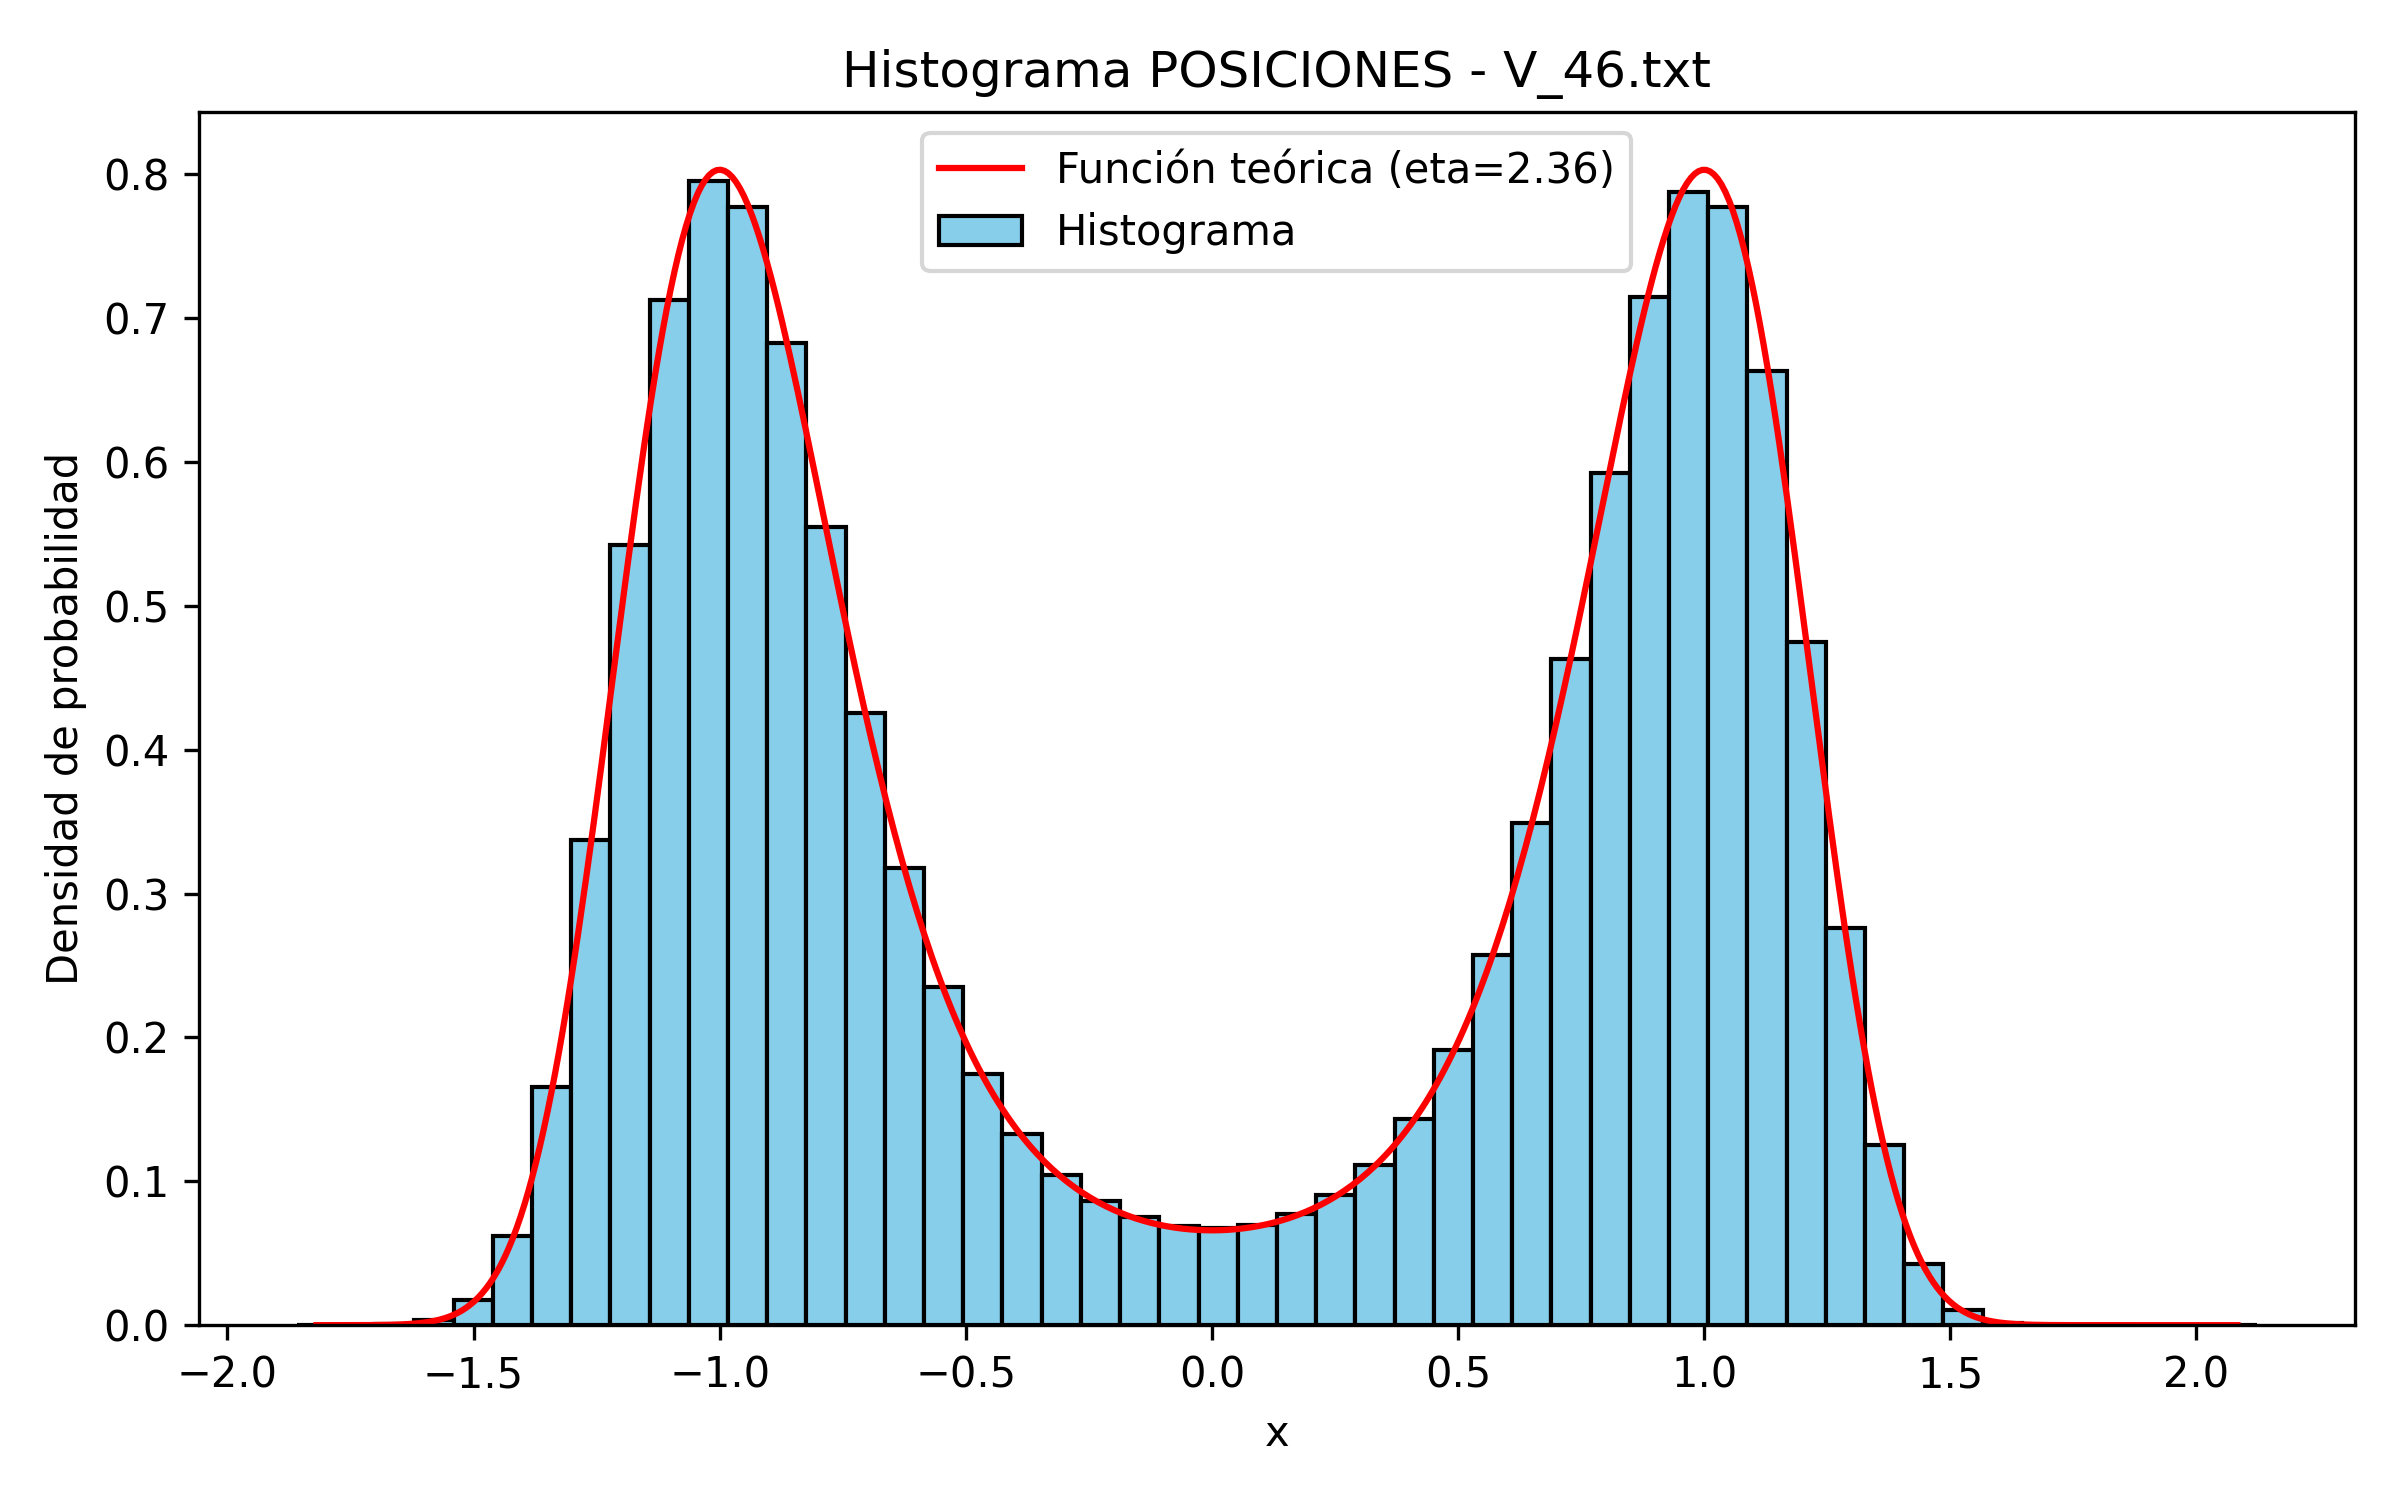 Histograma POSICIONES - V_46.txt
Función teórica (eta=2.36)
Histograma
Densidad de probabilidad
0.8
0.7
0.6
0.5
0.4
0.3
0.2
0.1
0.0
−2.0 −1.5 −1.0 −0.5 0.0 0.5 1.0 1.5 2.0
x